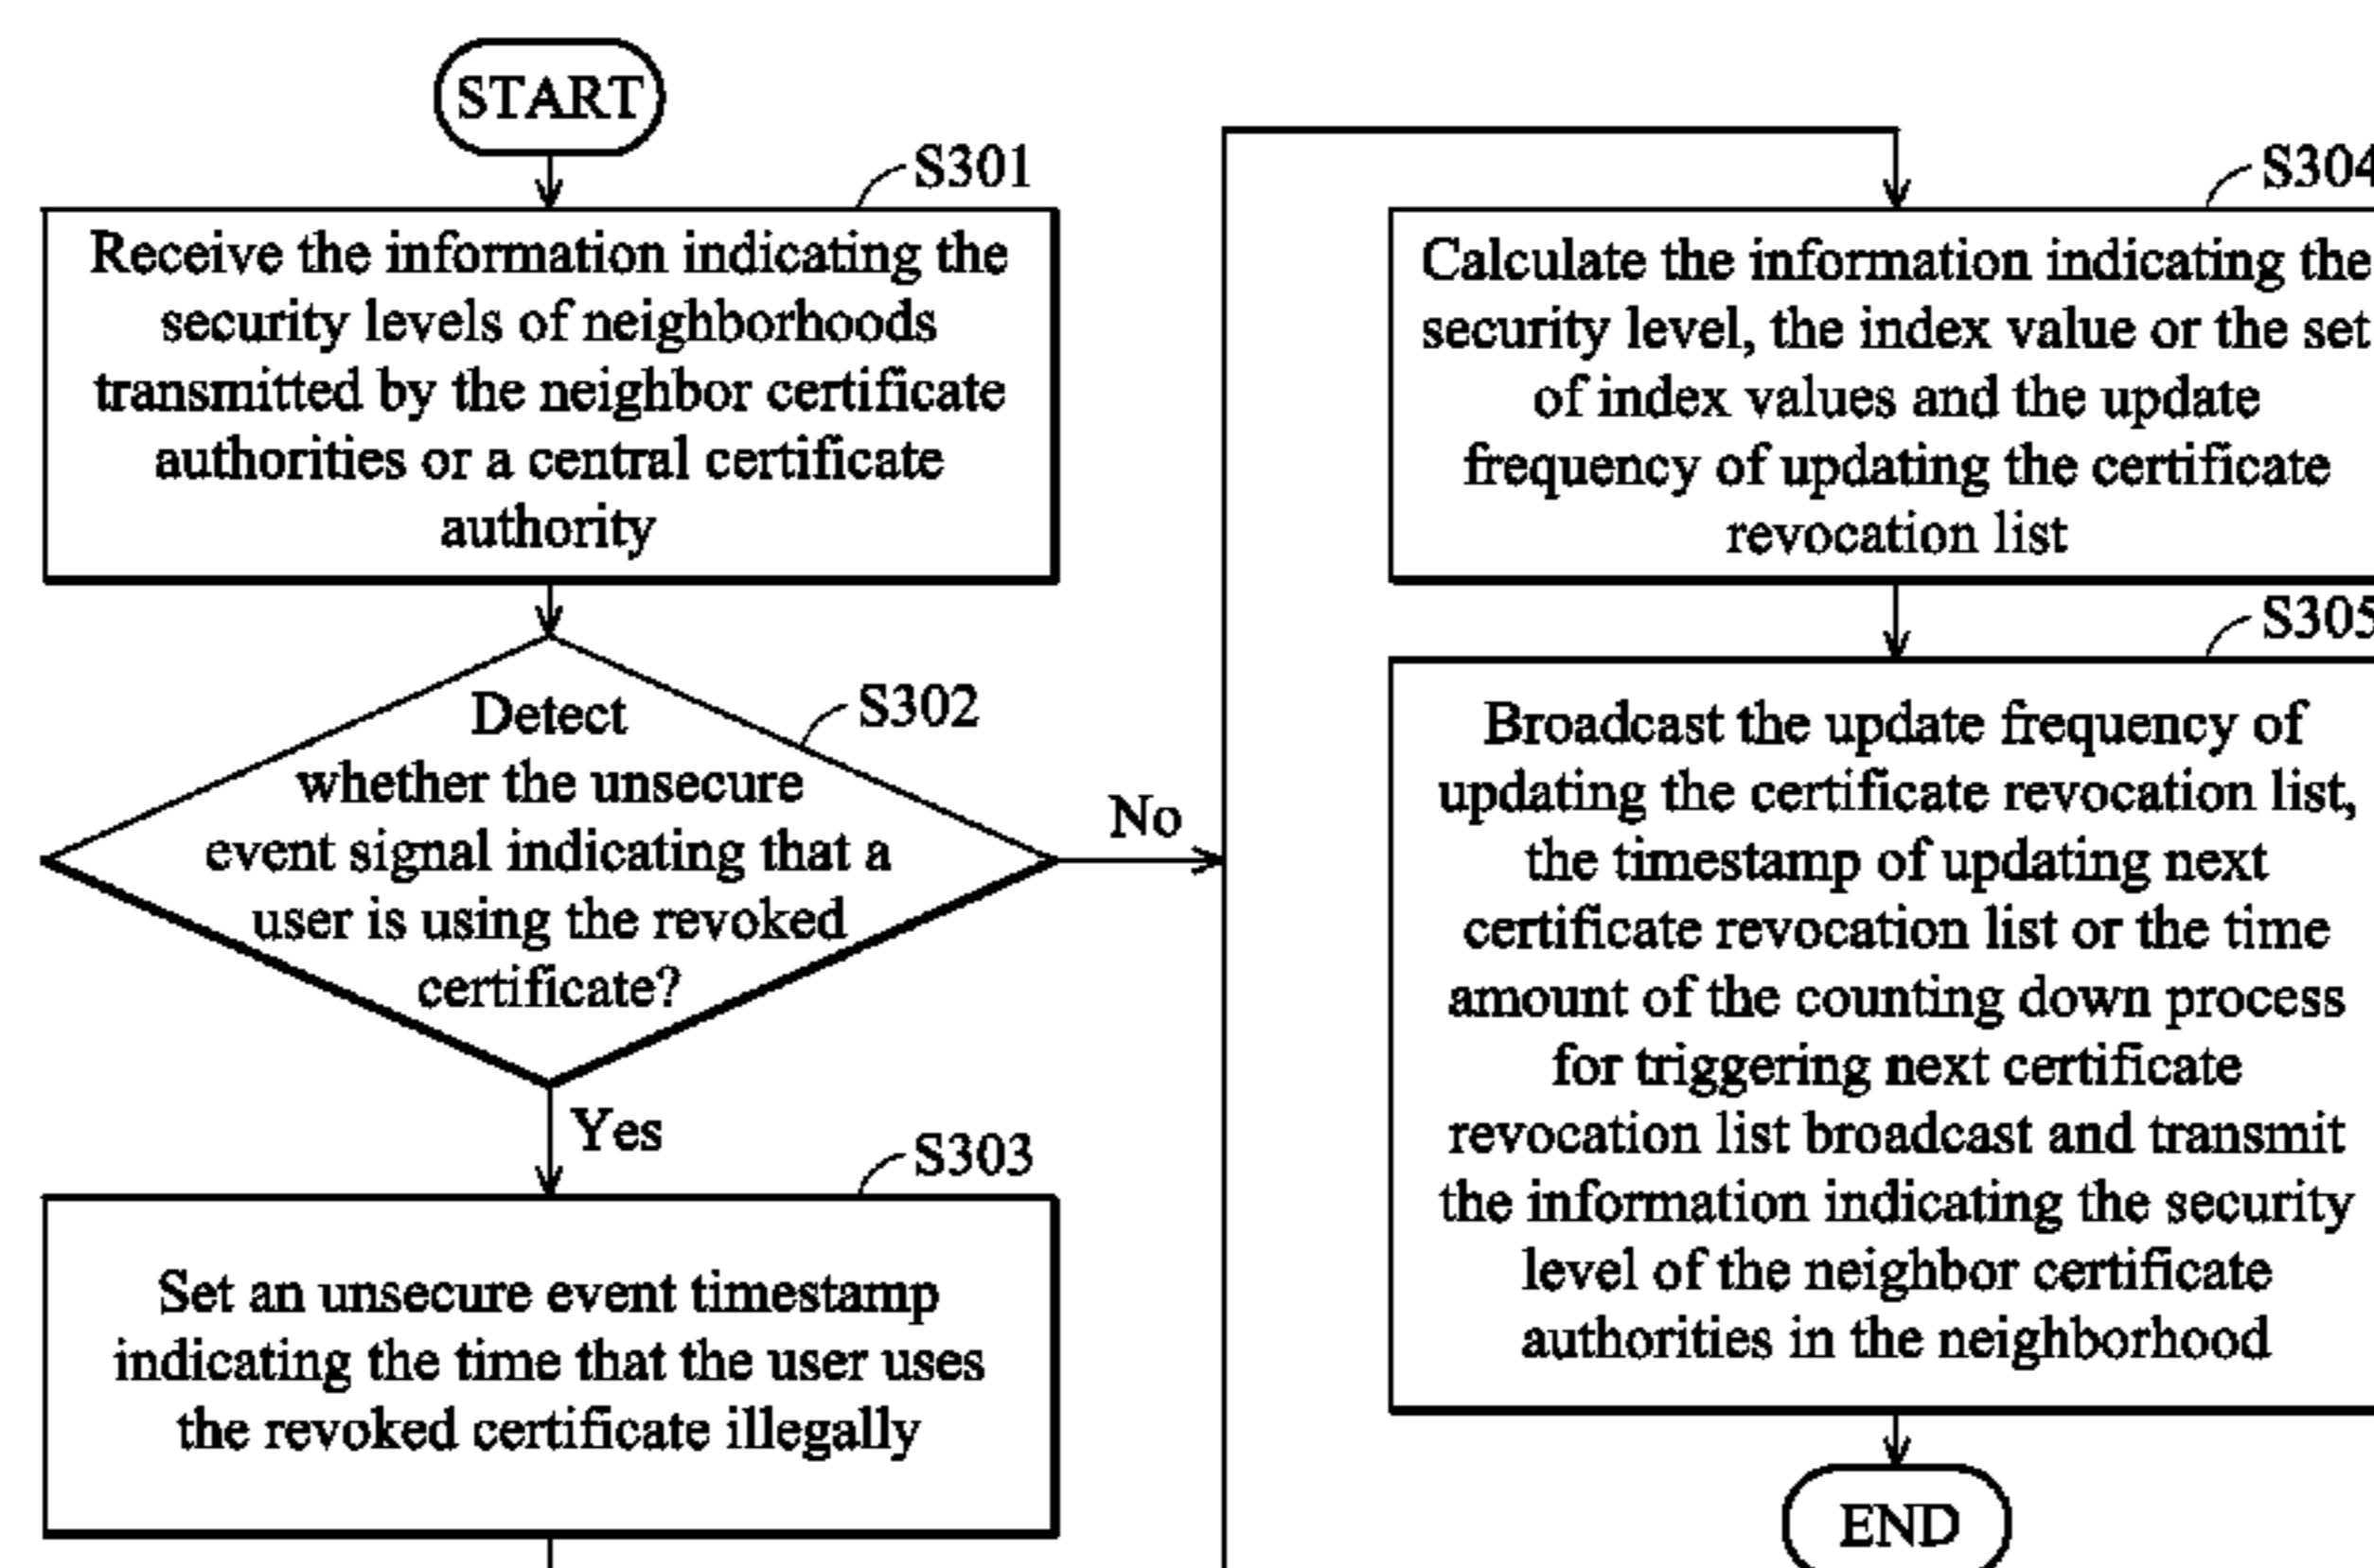 START
S301
Receive the information indicating the
security levels of neighborhoods
transmitted by the neighbor certificate
authorities or a central certificate
authority
S302
Detect
whether the unsecure
event signal indicating that a
user is using the revoked
certificate?
No
Yes
S303
Set an unsecure event timestamp
indicating the time that the user uses
the revoked certificate illegally
S304
Calculate the information indicating the
security level, the index value or the set
of index values and the update
frequency of updating the certificate
revocation list
S305
Broadcast the update frequency of
updating the certificate revocation list,
the timestamp of updating next
certificate revocation list or the time
amount of the counting down process
for triggering next certificate
revocation list broadcast and transmit
the information indicating the security
level of the neighbor certificate
authorities in the neighborhood
END